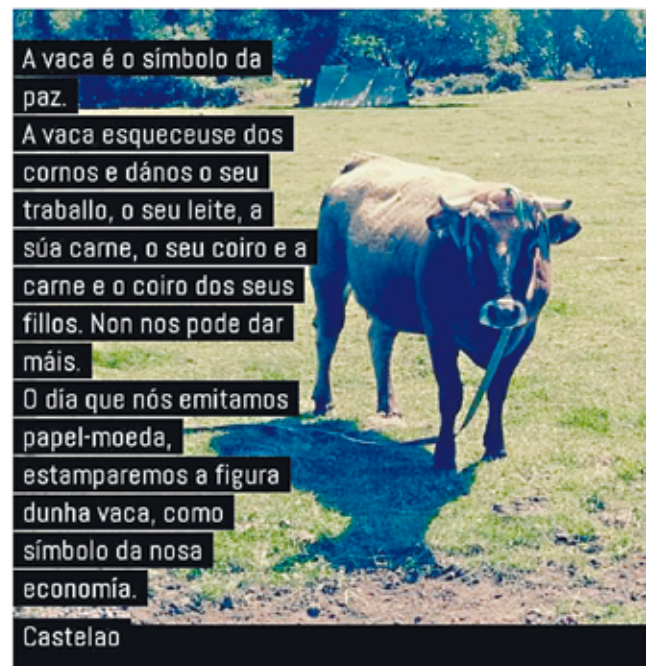 A vaca é o símbolo da
paz.
A vaca esqueceuse dos
cornos e dános o seu
traballo, o seu leite, a
súa carne, o seu coiro e a
carne e o coiro dos seus
fillos. Non nos pode dar
máis.
O día que nós emitamos
papel-moeda,
estamparemos a figura
dunha vaca, como
símbolo da nosa
economía.
Castelao